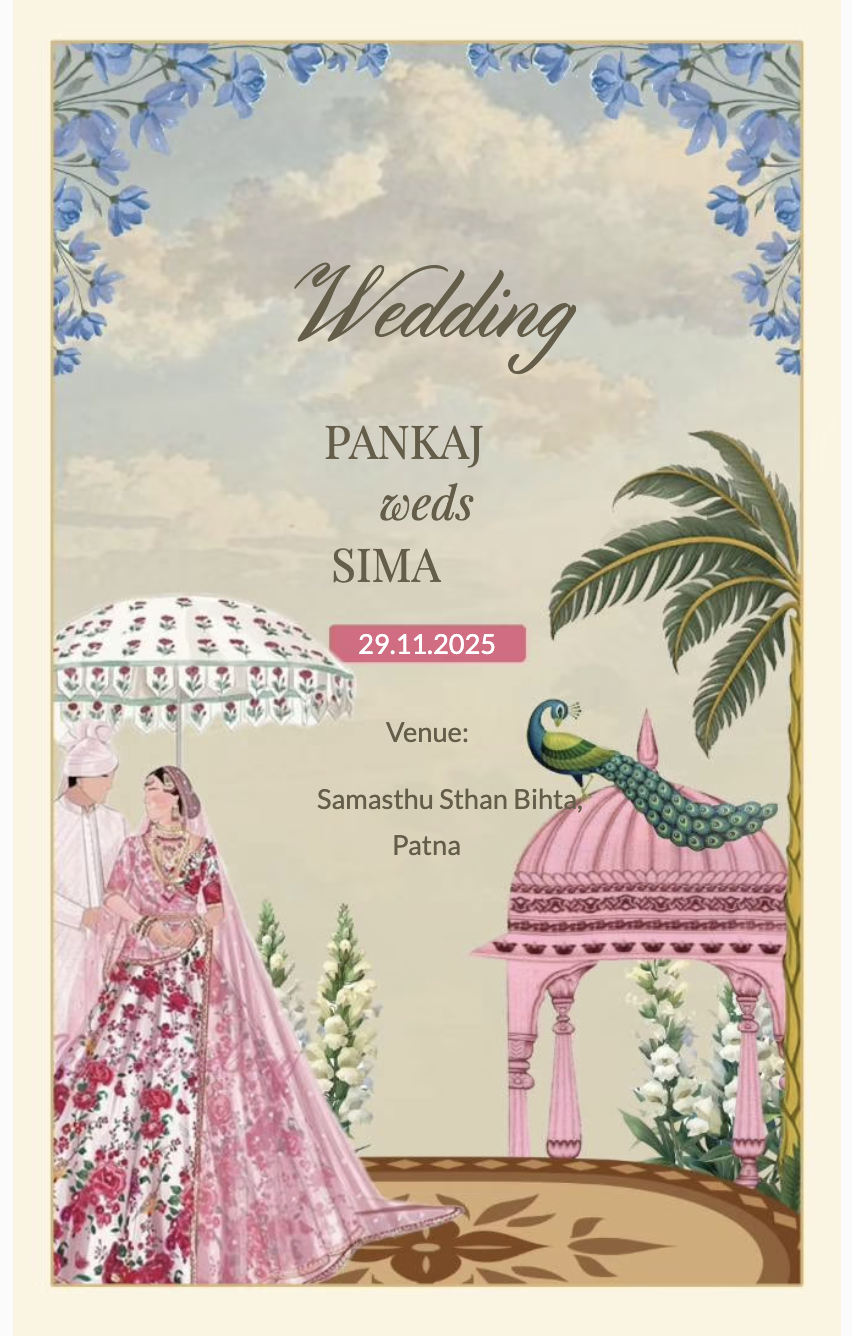 Wedding
PANKAJ
weds
SIMA
29.11.2025
Venue:
Samasthu Sthan Bihta,
Patna